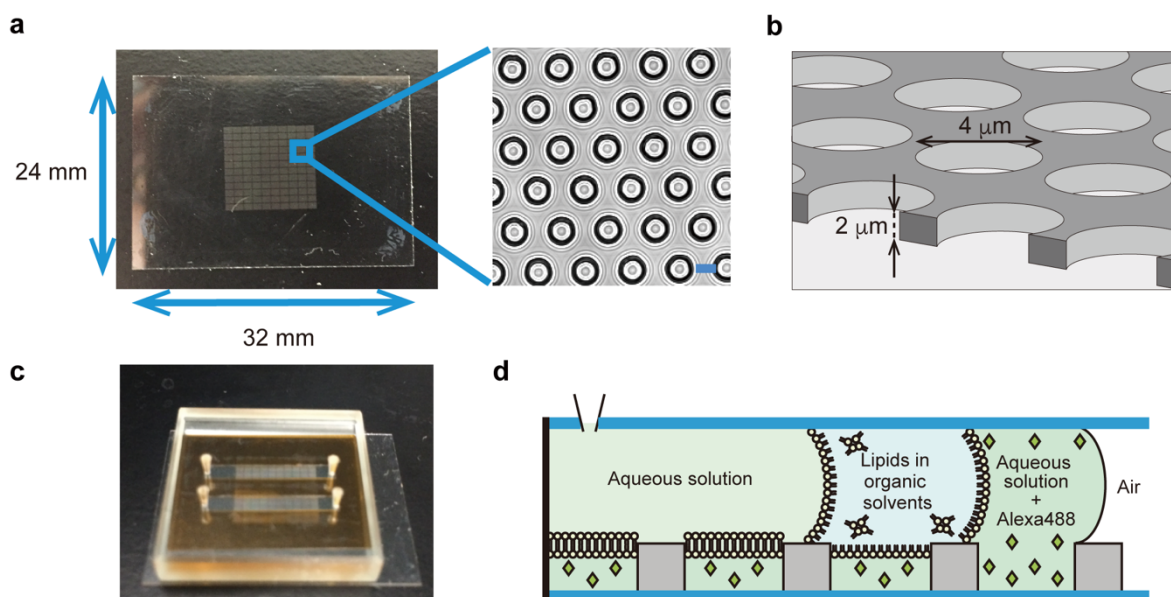 a
24 mm
32 mm
b
4 μm
2 μm
c
d
Aqueous solution
Lipids in
organic
solvents
Aqueous
solution
+
Alexa488
Air